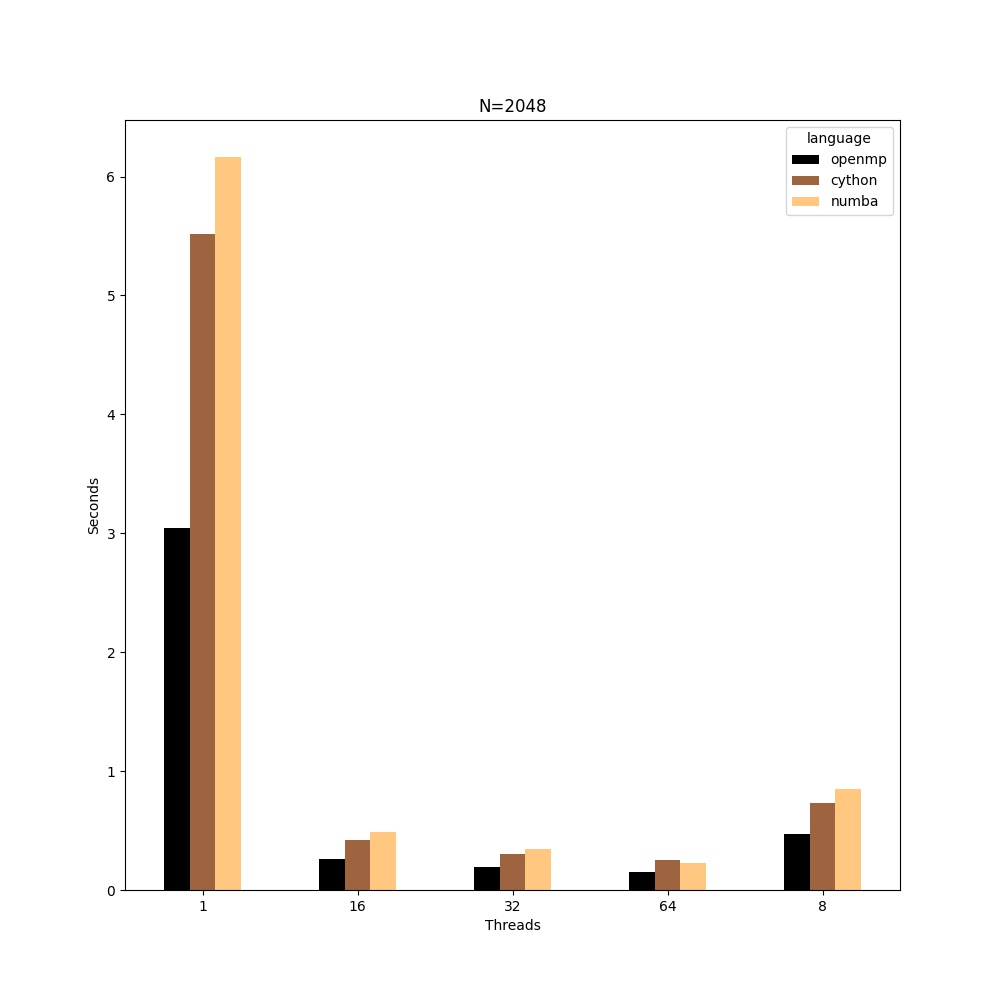 N=2048
language
openmp
cython
numba
6
5
4
3
2
1
0
Seconds
1 16 32 64 8
Threads